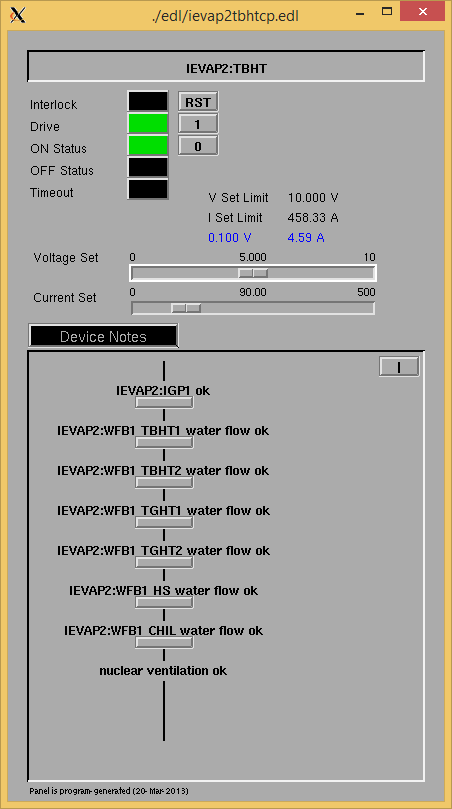 ./edl/ievap2tbhtcp.edl
IEVAP2:TBHT
Interlock RST
Drive 1
ON Status 0
OFF Status
Timeout
V Set Limit 10.000 V
I Set Limit 458.33 A
0.100 V 4.59 A
Voltage Set 0 5.000 10
Current Set 0 90.00 500
Device Notes
I
IEVAP2:IGP1 ok
IEVAP2:WFB1_TBHT1 water flow ok
IEVAP2:WFB1_TBHT2 water flow ok
IEVAP2:WFB1_TGHT1 water flow ok
IEVAP2:WFB1_TGHT2 water flow ok
IEVAP2:WFB1_HS water flow ok
IEVAP2:WFB1_CHIL water flow ok
nuclear ventilation ok
Panel is program-generated (20-Mar-2013)